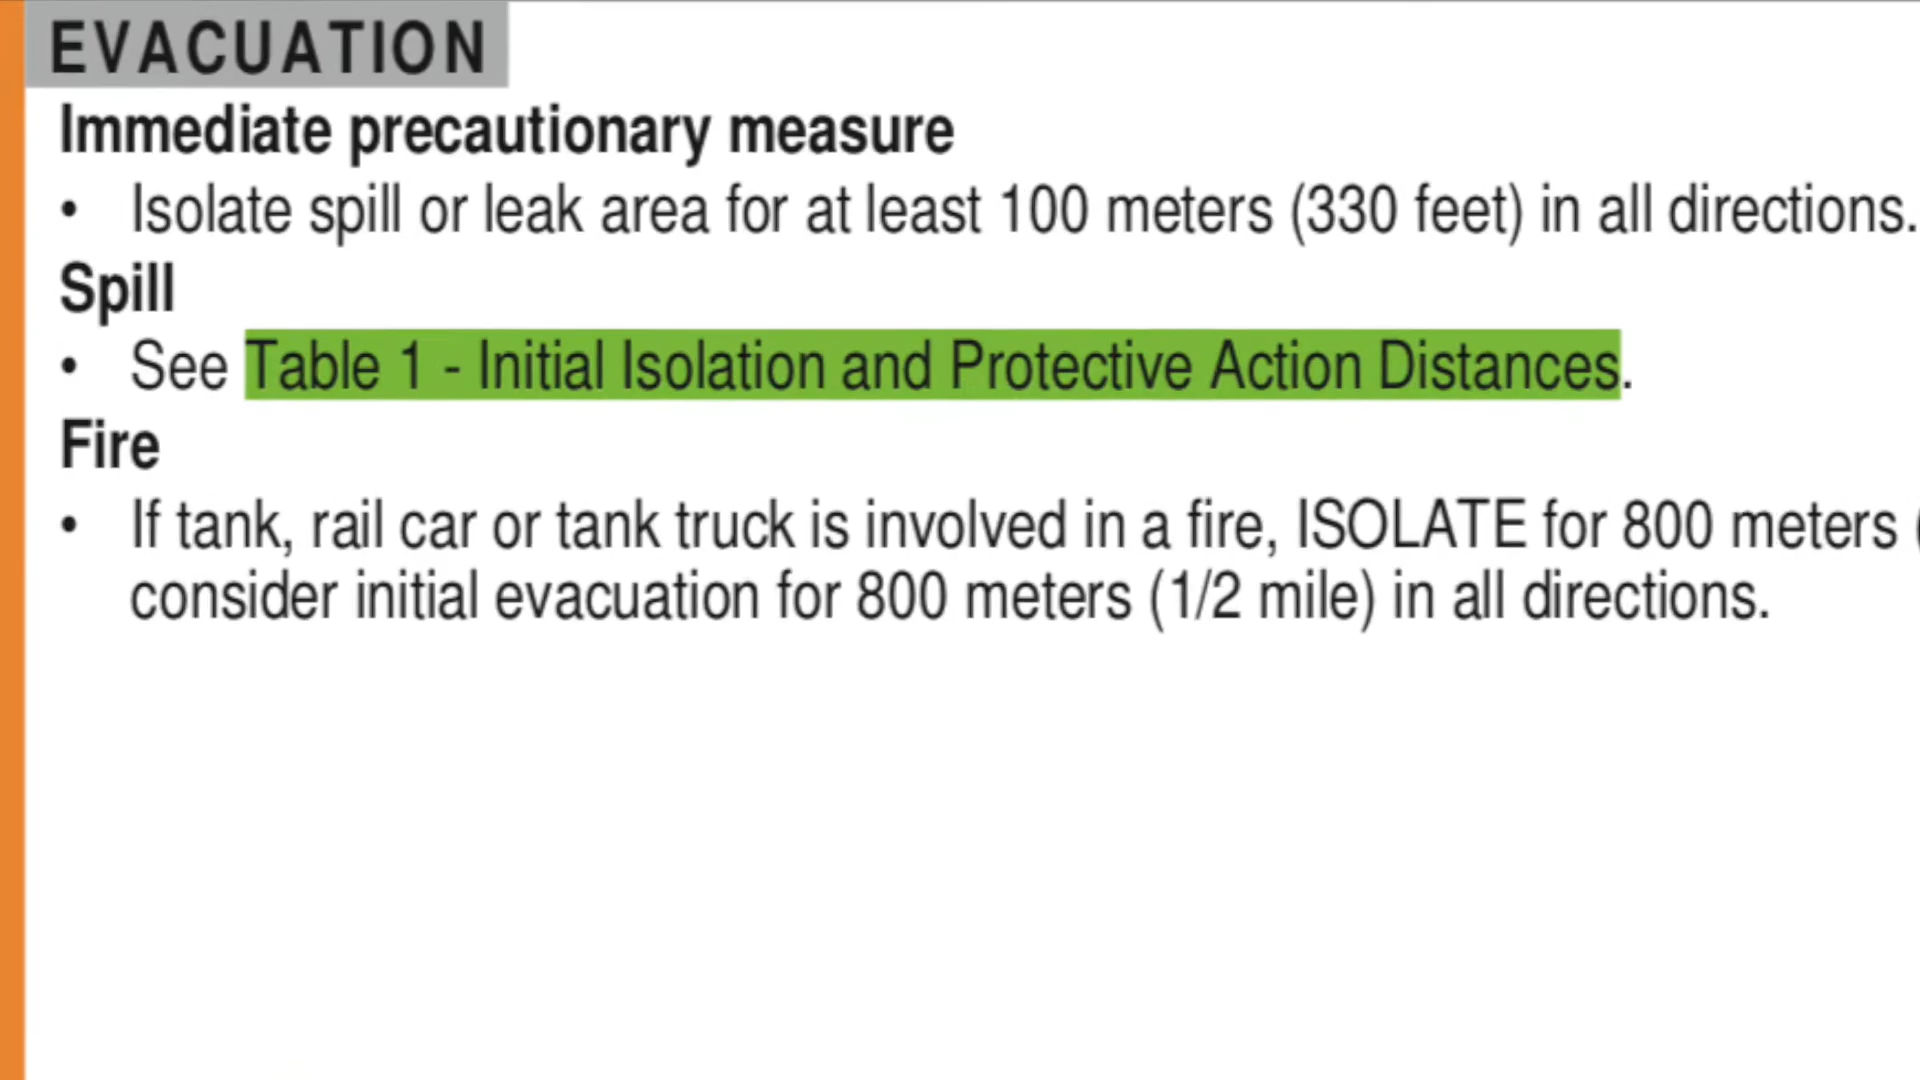 EVACUATION
Immediate precautionary measure
• Isolate spill or leak area for at least 100 meters (330 feet) in all directions.
Spill
• See Table 1 - Initial Isolation and Protective Action Distances.
Fire
• If tank, rail car or tank truck is involved in a fire, ISOLATE for 800 meters (
consider initial evacuation for 800 meters (1/2 mile) in all directions.